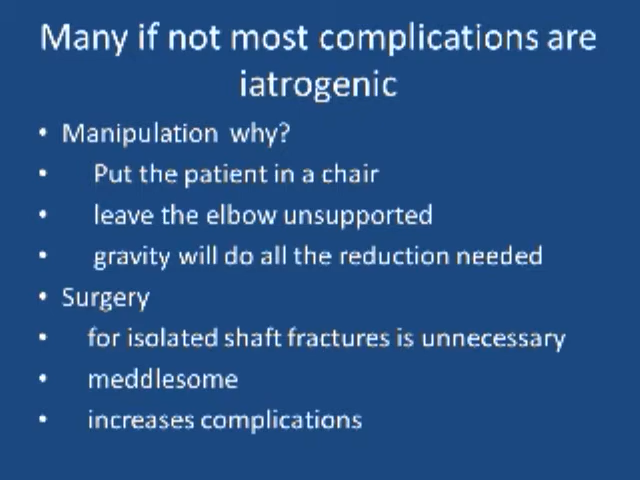 Many if not most complications are
iatrogenic
• Manipulation why?
• Put the patient in a chair
• leave the elbow unsupported
• gravity will do all the reduction needed
• Surgery
• for isolated shaft fractures is unnecessary
• meddlesome
• increases complications